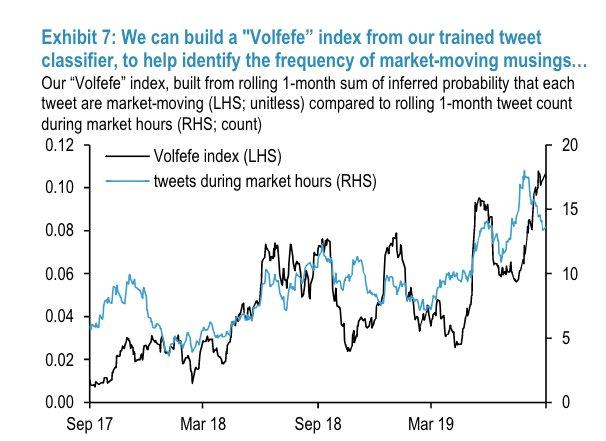 Exhibit 7: We can build a "Volfefe” index from our trained tweet
classifier, to help identify the frequency of market-moving musings…
Our “Volfefe” index, built from rolling 1-month sum of inferred probability that each
tweet are market-moving (LHS; unitless) compared to rolling 1-month tweet count
during market hours (RHS; count)
0.12
20
Volfefe index (LHS)
tweets during market hours (RHS)
0.10
15
0.08
0.06
10
0.04
5
0.02
0.00
0
Sep 17 Mar 18 Sep 18 Mar 19